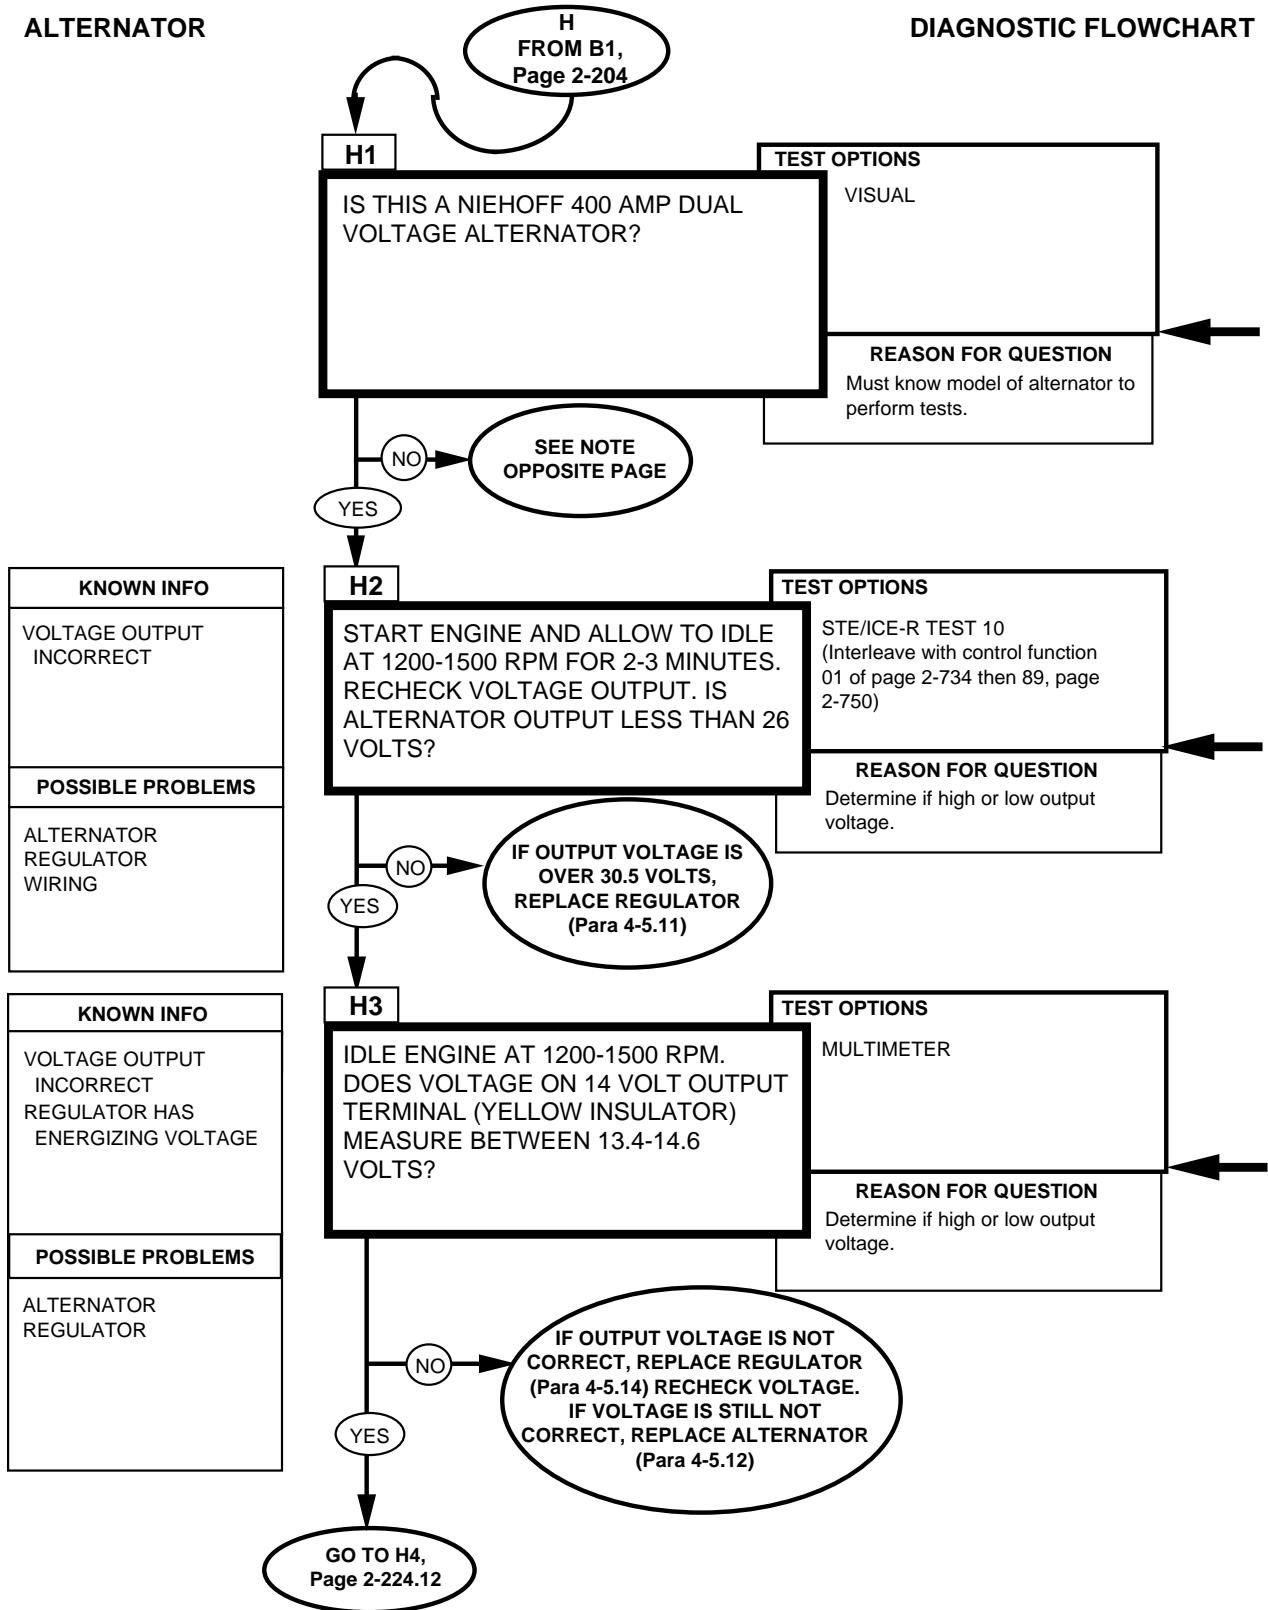 ALTERNATOR
DIAGNOSTIC FLOWCHART
H
FROM B1,
Page 2-204
H1
IS THIS A NIEHOFF 400 AMP DUAL
VOLTAGE ALTERNATOR?
TEST OPTIONS
VISUAL
REASON FOR QUESTION
Must know model of alternator to
perform tests.
NO
SEE NOTE
OPPOSITE PAGE
YES
KNOWN INFO
VOLTAGE OUTPUT
INCORRECT
POSSIBLE PROBLEMS
ALTERNATOR
REGULATOR
WIRING
H2
START ENGINE AND ALLOW TO IDLE
AT 1200-1500 RPM FOR 2-3 MINUTES.
RECHECK VOLTAGE OUTPUT. IS
ALTERNATOR OUTPUT LESS THAN 26
VOLTS?
TEST OPTIONS
STE/ICE-R TEST 10
(Interleave with control function
01 of page 2-734 then 89, page
2-750)
REASON FOR QUESTION
Determine if high or low output
voltage.
NO
IF OUTPUT VOLTAGE IS
OVER 30.5 VOLTS,
REPLACE REGULATOR
(Para 4-5.11)
YES
KNOWN INFO
VOLTAGE OUTPUT
INCORRECT
REGULATOR HAS
ENERGIZING VOLTAGE
POSSIBLE PROBLEMS
ALTERNATOR
REGULATOR
H3
IDLE ENGINE AT 1200-1500 RPM.
DOES VOLTAGE ON 14 VOLT OUTPUT
TERMINAL (YELLOW INSULATOR)
MEASURE BETWEEN 13.4-14.6
VOLTS?
TEST OPTIONS
MULTIMETER
REASON FOR QUESTION
Determine if high or low output
voltage.
NO
IF OUTPUT VOLTAGE IS NOT
CORRECT, REPLACE REGULATOR
(Para 4-5.14) RECHECK VOLTAGE.
IF VOLTAGE IS STILL NOT
CORRECT, REPLACE ALTERNATOR
(Para 4-5.12)
YES
GO TO H4,
Page 2-224.12